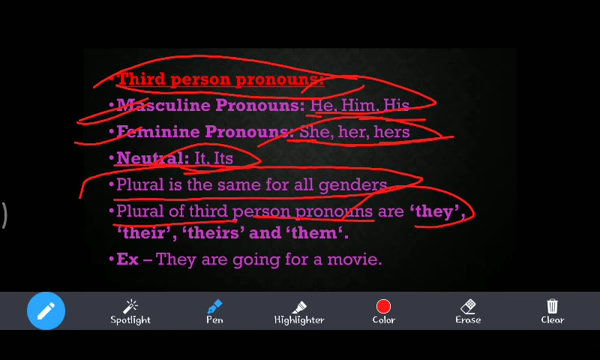 •Third person pronouns:
•Masculine Pronouns: He, Him, His
•Feminine Pronouns: She, her, hers
•Neutral: It, Its
•Plural is the same for all genders
•Plural of third person pronouns are ‘they’,
‘their’, ‘theirs’ and ‘them‘.
•Ex – They are going for a movie.
Spotlight Pen Highlighter Color Erase Clear